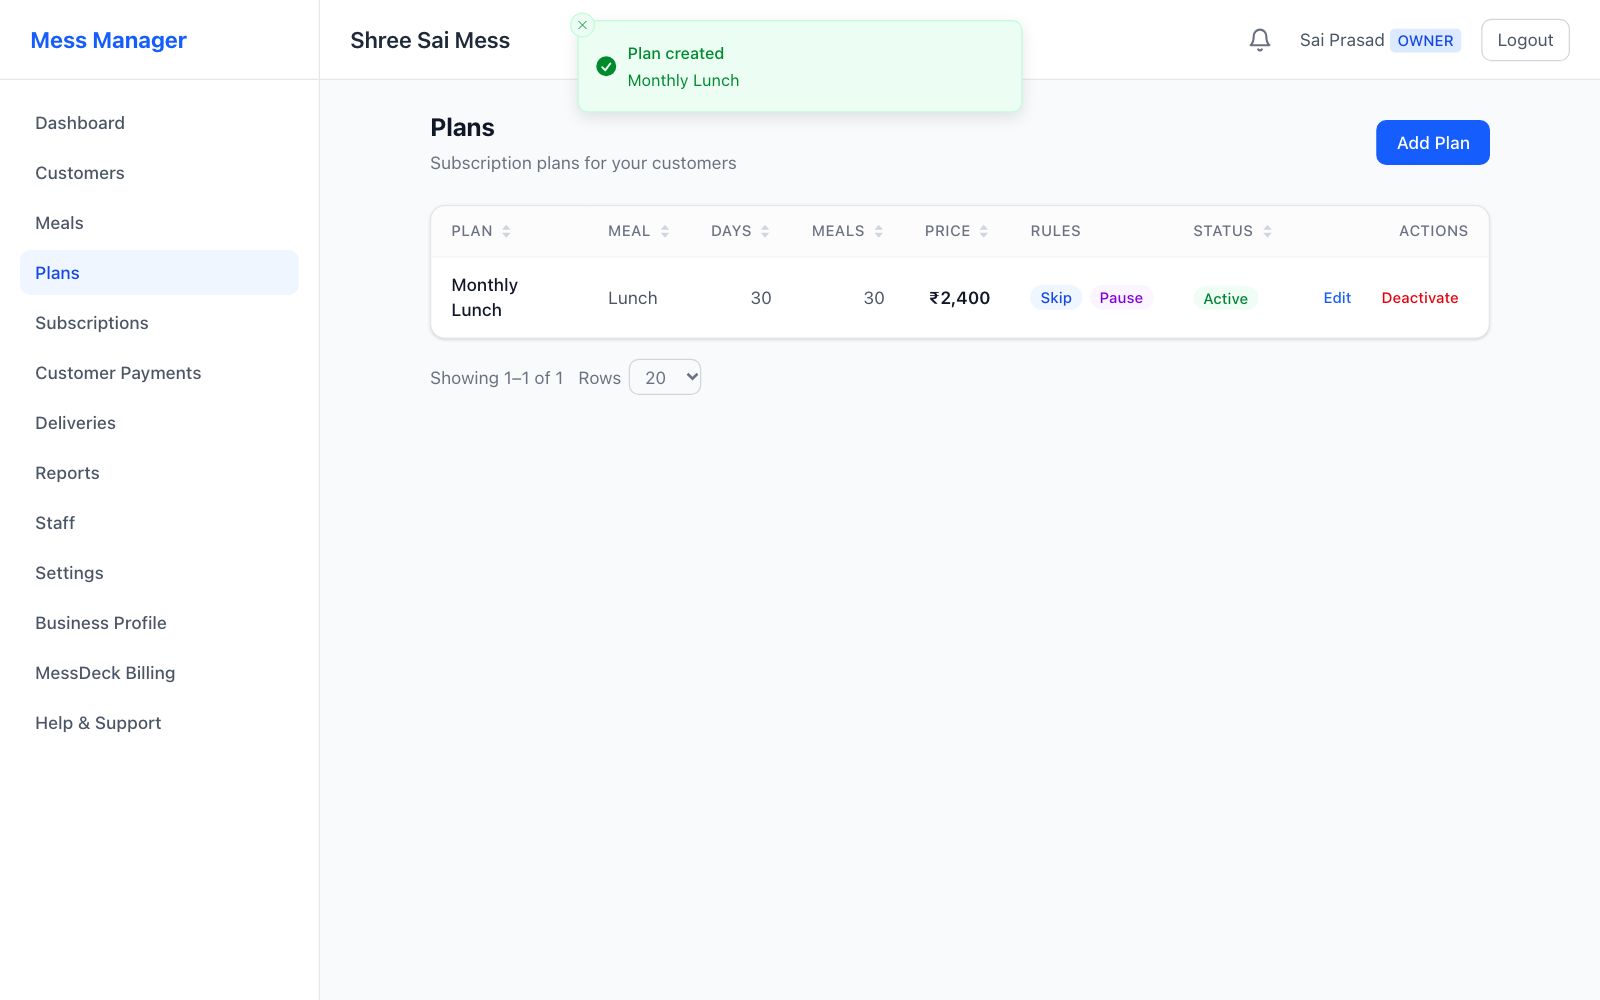 Mess Manager
Shree Sai Mess
Plan created
Monthly Lunch
Sai Prasad OWNER
Logout
Dashboard
Customers
Meals
Plans
Subscriptions
Customer Payments
Deliveries
Reports
Staff
Settings
Business Profile
MessDeck Billing
Help & Support
Plans
Subscription plans for your customers
Add Plan
PLAN MEAL DAYS MEALS PRICE RULES STATUS ACTIONS
Monthly
Lunch
Lunch 30 30 ₹2,400 Skip Pause Active Edit Deactivate
Showing 1–1 of 1 Rows 20